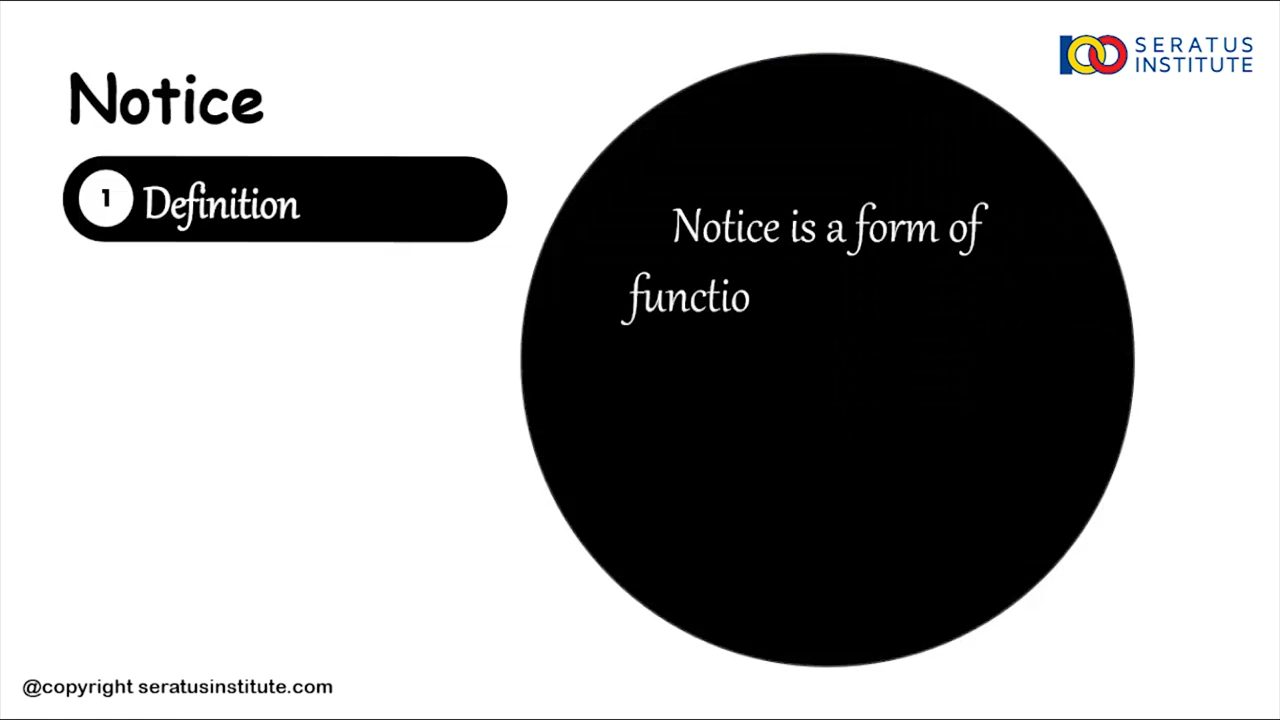 SERATUS
INSTITUTE
Notice
1 Definition
Notice is a form of
functio
@copyright seratusinstitute.com